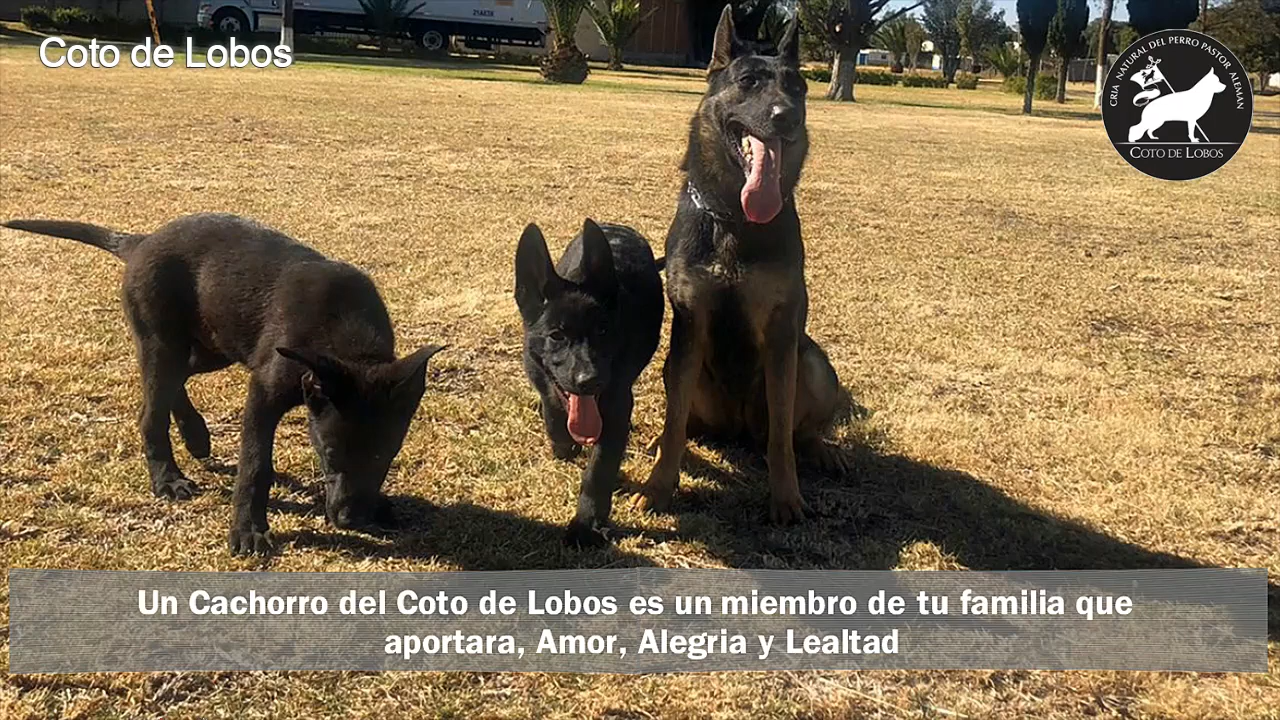 Coto de Lobos
CRIA NATURAL DEL PERRO PASTOR ALEMAN
COTO DE LOBOS
Un Cachorro del Coto de Lobos es un miembro de tu familia que
aportara, Amor, Alegria y Lealtad